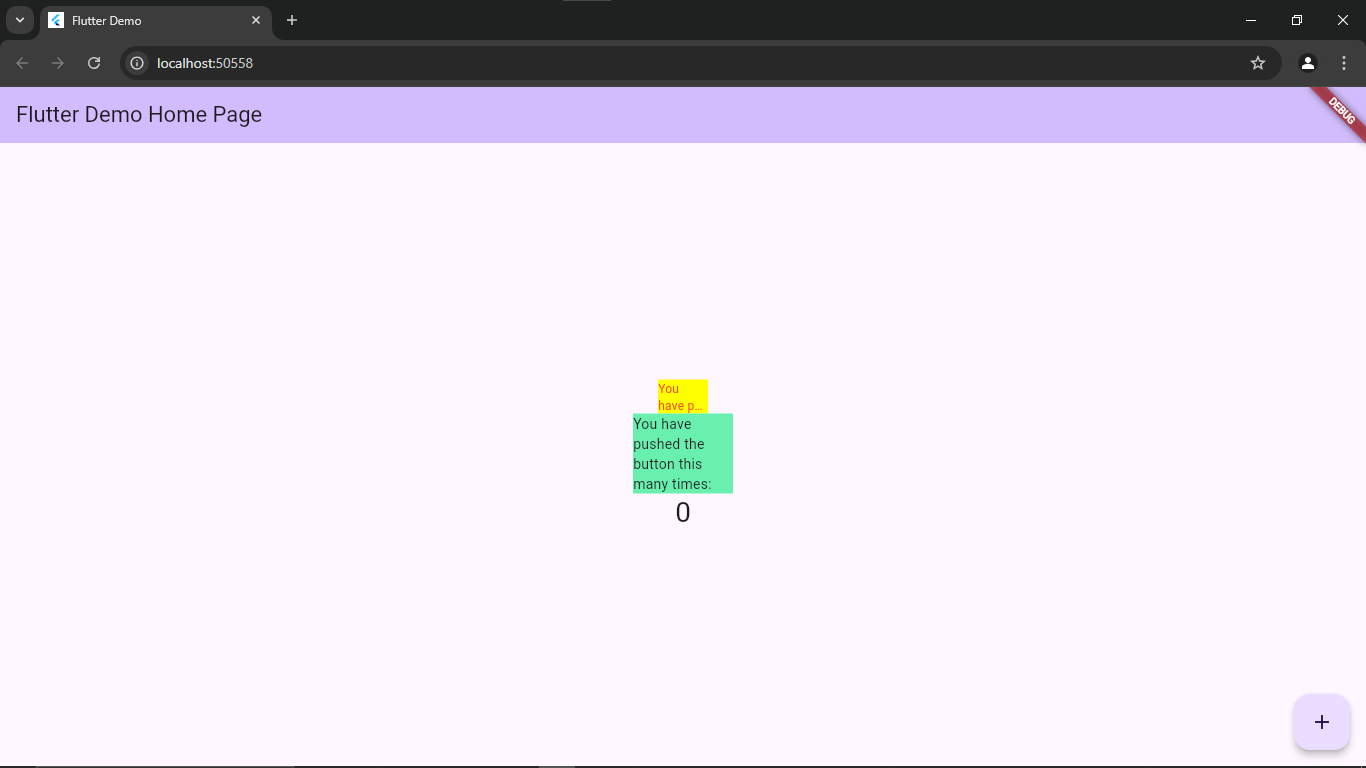 Flutter Demo
localhost:50558
Flutter Demo Home Page
DEBUG
You
have p...
You have
pushed the
button this
many times:
0